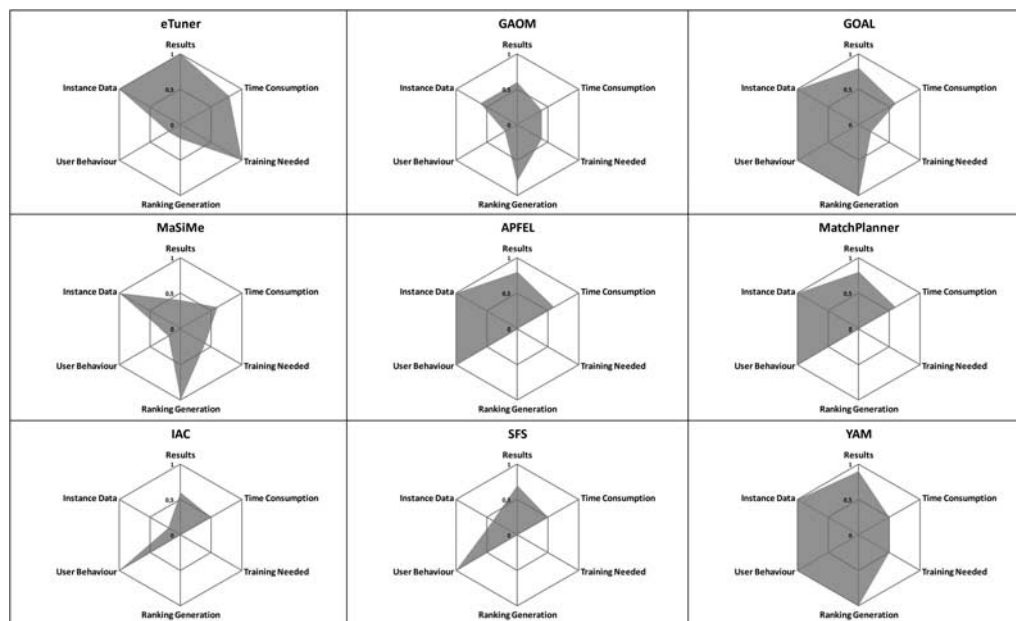 eTuner
Results
1
Instance Data
Time Consumption
0.5
0
User Behaviour
Training Needed
Ranking Generation
GAOM
Results
1
Instance Data
Time Consumption
0.5
0
User Behaviour
Training Needed
Ranking Generation
GOAL
Results
1
Instance Data
Time Consumption
0.5
0
User Behaviour
Training Needed
Ranking Generation
MaSiMe
Results
1
Instance Data
Time Consumption
0.5
0
User Behaviour
Training Needed
Ranking Generation
APFEL
Results
1
Instance Data
Time Consumption
0.5
0
User Behaviour
Training Needed
Ranking Generation
MatchPlanner
Results
1
Instance Data
Time Consumption
0.5
0
User Behaviour
Training Needed
Ranking Generation
IAC
Results
1
Instance Data
Time Consumption
0.5
0
User Behaviour
Training Needed
Ranking Generation
SFS
Results
1
Instance Data
Time Consumption
0.5
0
User Behaviour
Training Needed
Ranking Generation
YAM
Results
1
Instance Data
Time Consumption
0.5
0
User Behaviour
Training Needed
Ranking Generation